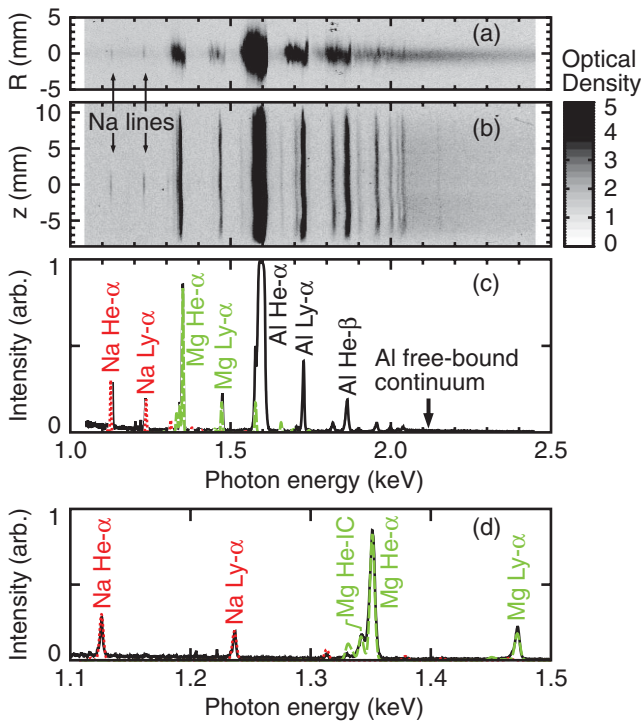 (a)
R (mm)
5
0
-5
Na lines
(b)
z (mm)
10
5
0
-5
Optical
Density
5
4
3
2
1
0
(c)
Intensity (arb.)
1
0
Na He-α
Na Ly-α
Mg He-α
Mg Ly-α
Al He-α
Al Ly-α
Al He-β
Al free-bound
continuum
1.0 1.5 2.0 2.5
Photon energy (keV)
(d)
Intensity (arb.)
1
0
Na He-α
Na Ly-α
Mg He-IC
Mg He-α
Mg Ly-α
1.1 1.2 1.3 1.4 1.5
Photon energy (keV)